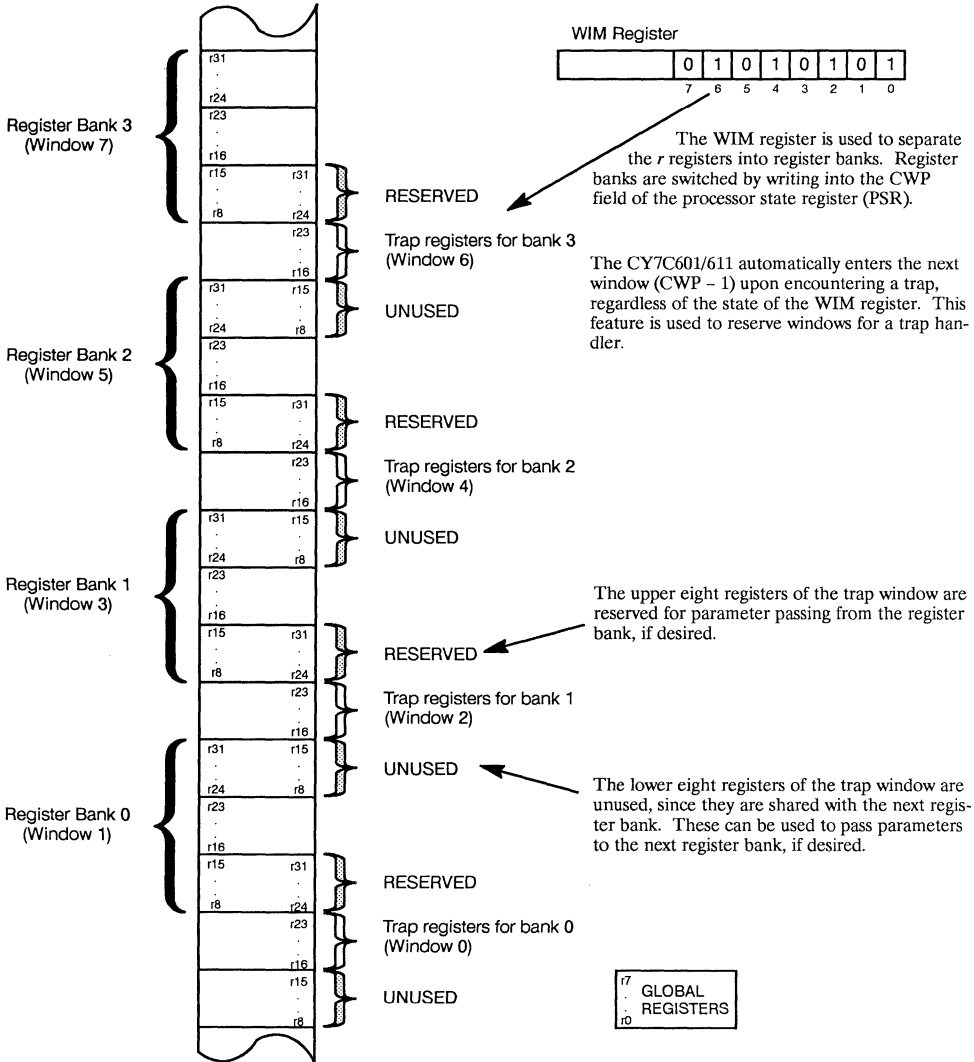 WIM Register
0 1 0 1 0 1 0 1
7 6 5 4 3 2 1 0
The WIM register is used to separate
the r registers into register banks. Register
banks are switched by writing into the CWP
field of the processor state register (PSR).
The CY7C601/611 automatically enters the next
window (CWP – 1) upon encountering a trap,
regardless of the state of the WIM register. This
feature is used to reserve windows for a trap han-
dler.
Register Bank 3
(Window 7)
r31
.
r24
r23
.
r16
r15 r31
. .
r8 r24
RESERVED
r23
.
r16
Trap registers for bank 3
(Window 6)
Register Bank 2
(Window 5)
r31 r15
. .
r24 r8
UNUSED
r23
.
r16
r15 r31
. .
r8 r24
RESERVED
r23
.
r16
Trap registers for bank 2
(Window 4)
Register Bank 1
(Window 3)
r31 r15
. .
r24 r8
UNUSED
r23
.
r16
r15 r31
. .
r8 r24
RESERVED
The upper eight registers of the trap window are
reserved for parameter passing from the register
bank, if desired.
r23
.
r16
Trap registers for bank 1
(Window 2)
Register Bank 0
(Window 1)
r31 r15
. .
r24 r8
UNUSED
The lower eight registers of the trap window are
unused, since they are shared with the next regis-
ter bank. These can be used to pass parameters
to the next register bank, if desired.
r23
.
r16
r15 r31
. .
r8 r24
RESERVED
r23
.
r16
Trap registers for bank 0
(Window 0)
r15
.
r8
UNUSED
r7
.
r0
GLOBAL
REGISTERS